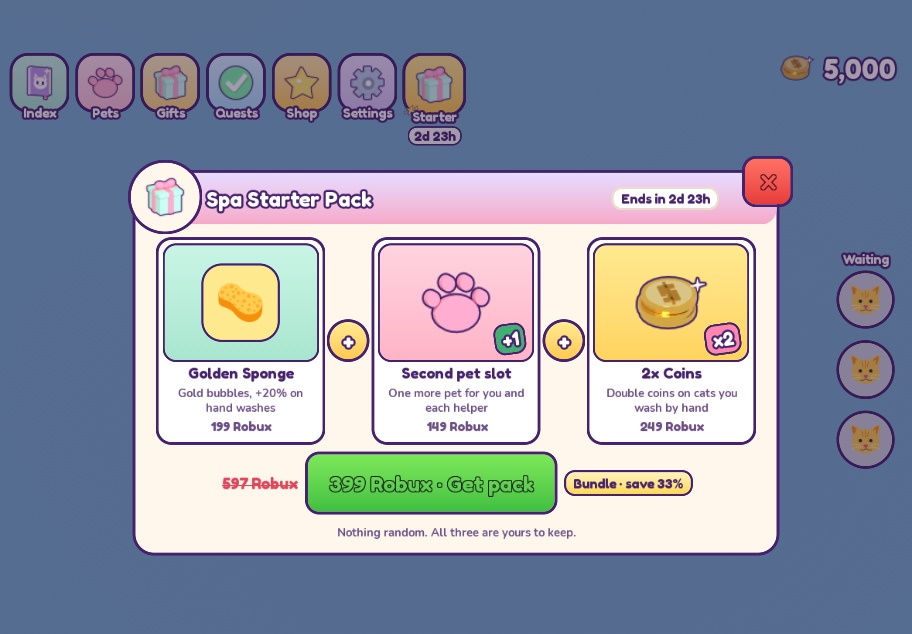 Index
Pets
Gifts
Quests
Shop
Settings
Starter
2d 23h
5,000
Spa Starter Pack
Ends in 2d 23h
Waiting
+1
x2
Golden Sponge
Gold bubbles, +20% on
hand washes
199 Robux
+
Second pet slot
One more pet for you and
each helper
149 Robux
+
2x Coins
Double coins on cats you
wash by hand
249 Robux
597 Robux
399 Robux · Get pack
Bundle · save 33%
Nothing random. All three are yours to keep.